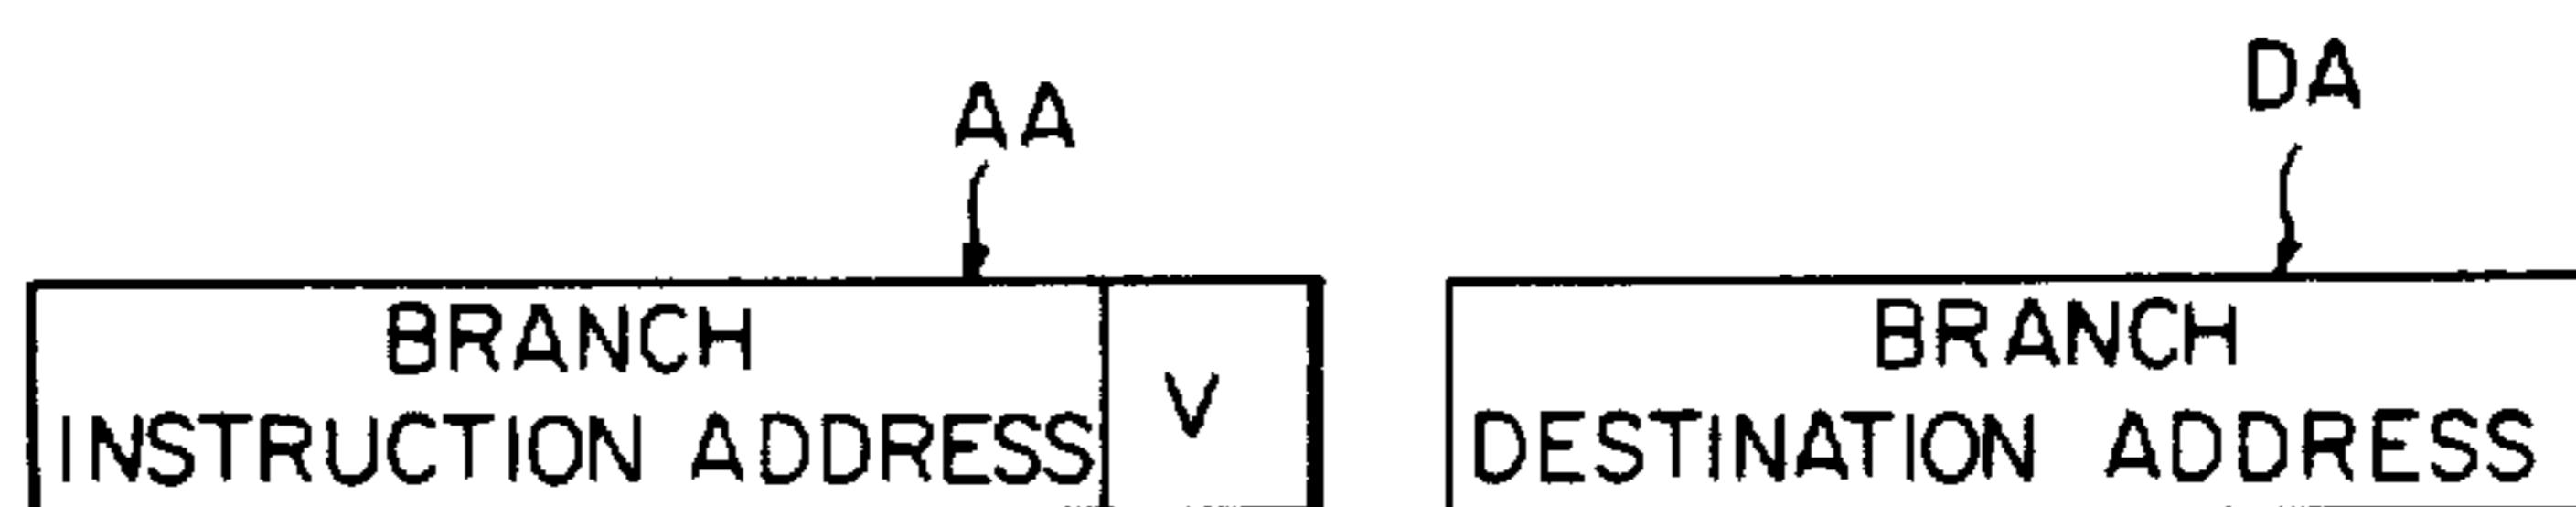 AA
DA
BRANCH
INSTRUCTION ADDRESS
V
BRANCH
DESTINATION ADDRESS